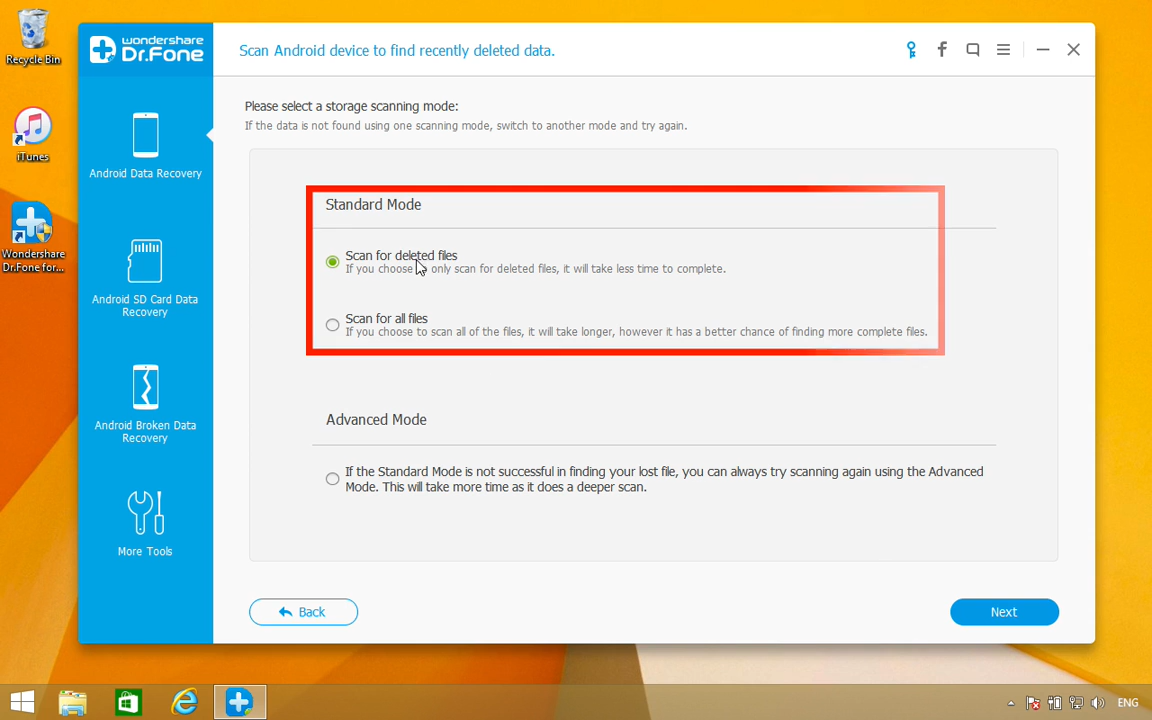 Recycle Bin
iTunes
Wondershare
Dr.Fone for...
wondershare
Dr.Fone
Android Data Recovery
Android SD Card Data
Recovery
Android Broken Data
Recovery
More Tools
Scan Android device to find recently deleted data.
Please select a storage scanning mode:
If the data is not found using one scanning mode, switch to another mode and try again.
Standard Mode
Scan for deleted files
If you choose only scan for deleted files, it will take less time to complete.
Scan for all files
If you choose to scan all of the files, it will take longer, however it has a better chance of finding more complete files.
Advanced Mode
If the Standard Mode is not successful in finding your lost file, you can always try scanning again using the Advanced
Mode. This will take more time as it does a deeper scan.
Back
Next
ENG